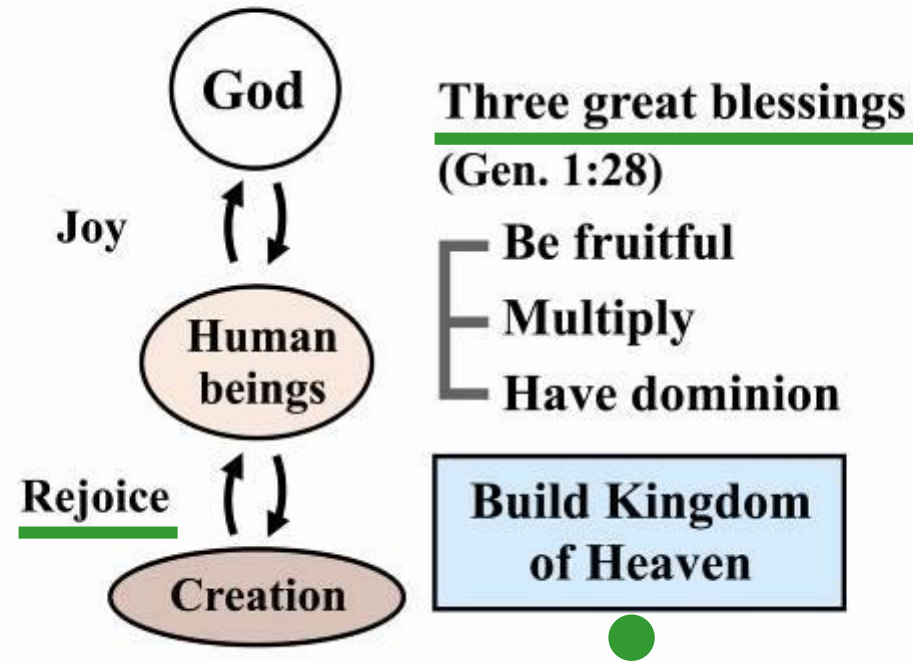 God
Joy
Human
beings
Rejoice
Creation
Three great blessings
(Gen. 1:28)
Be fruitful
Multiply
Have dominion
Build Kingdom
of Heaven